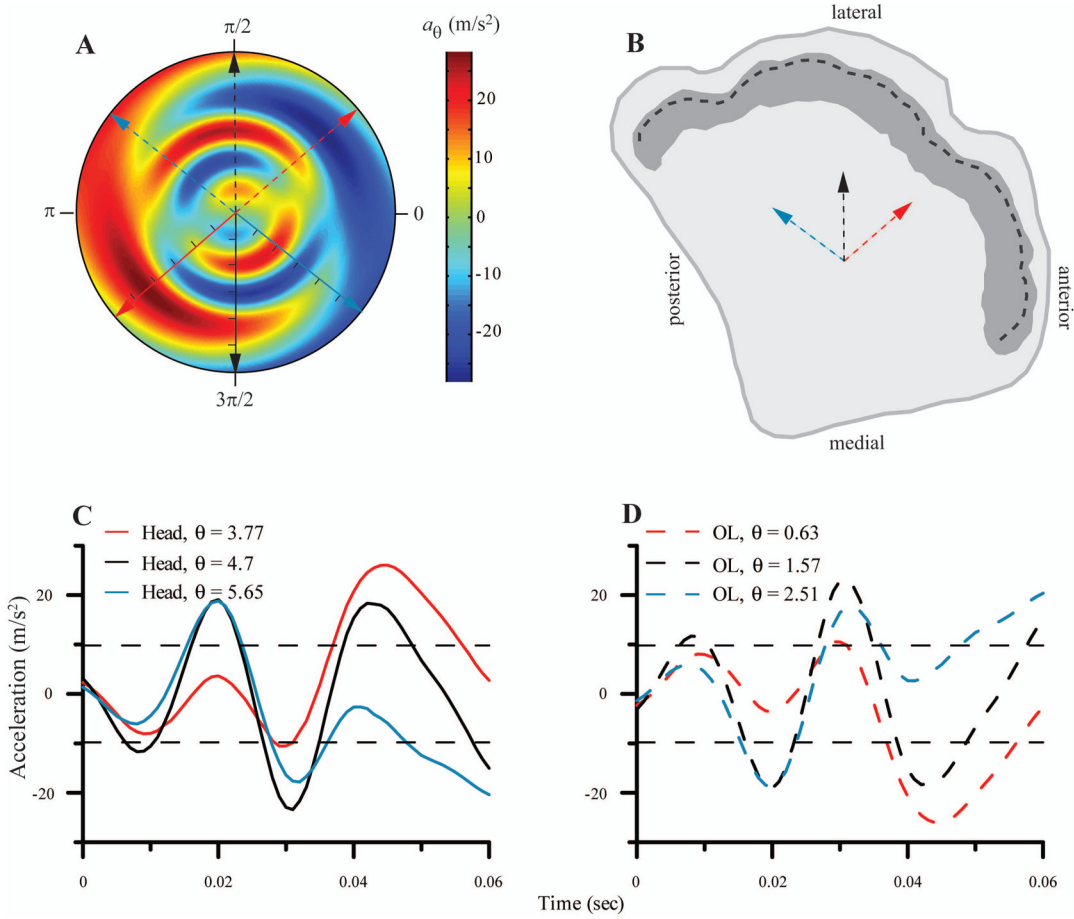 A
a_θ (m/s²)
π/2
π
0
3π/2
20
10
0
-10
-20
B
lateral
posterior
anterior
medial
C
Head, θ = 3.77
Head, θ = 4.7
Head, θ = 5.65
Acceleration (m/s²)
20
0
-20
0
0.02
0.04
0.06
D
OL, θ = 0.63
OL, θ = 1.57
OL, θ = 2.51
20
0
-20
0
0.02
0.04
0.06
Time (sec)